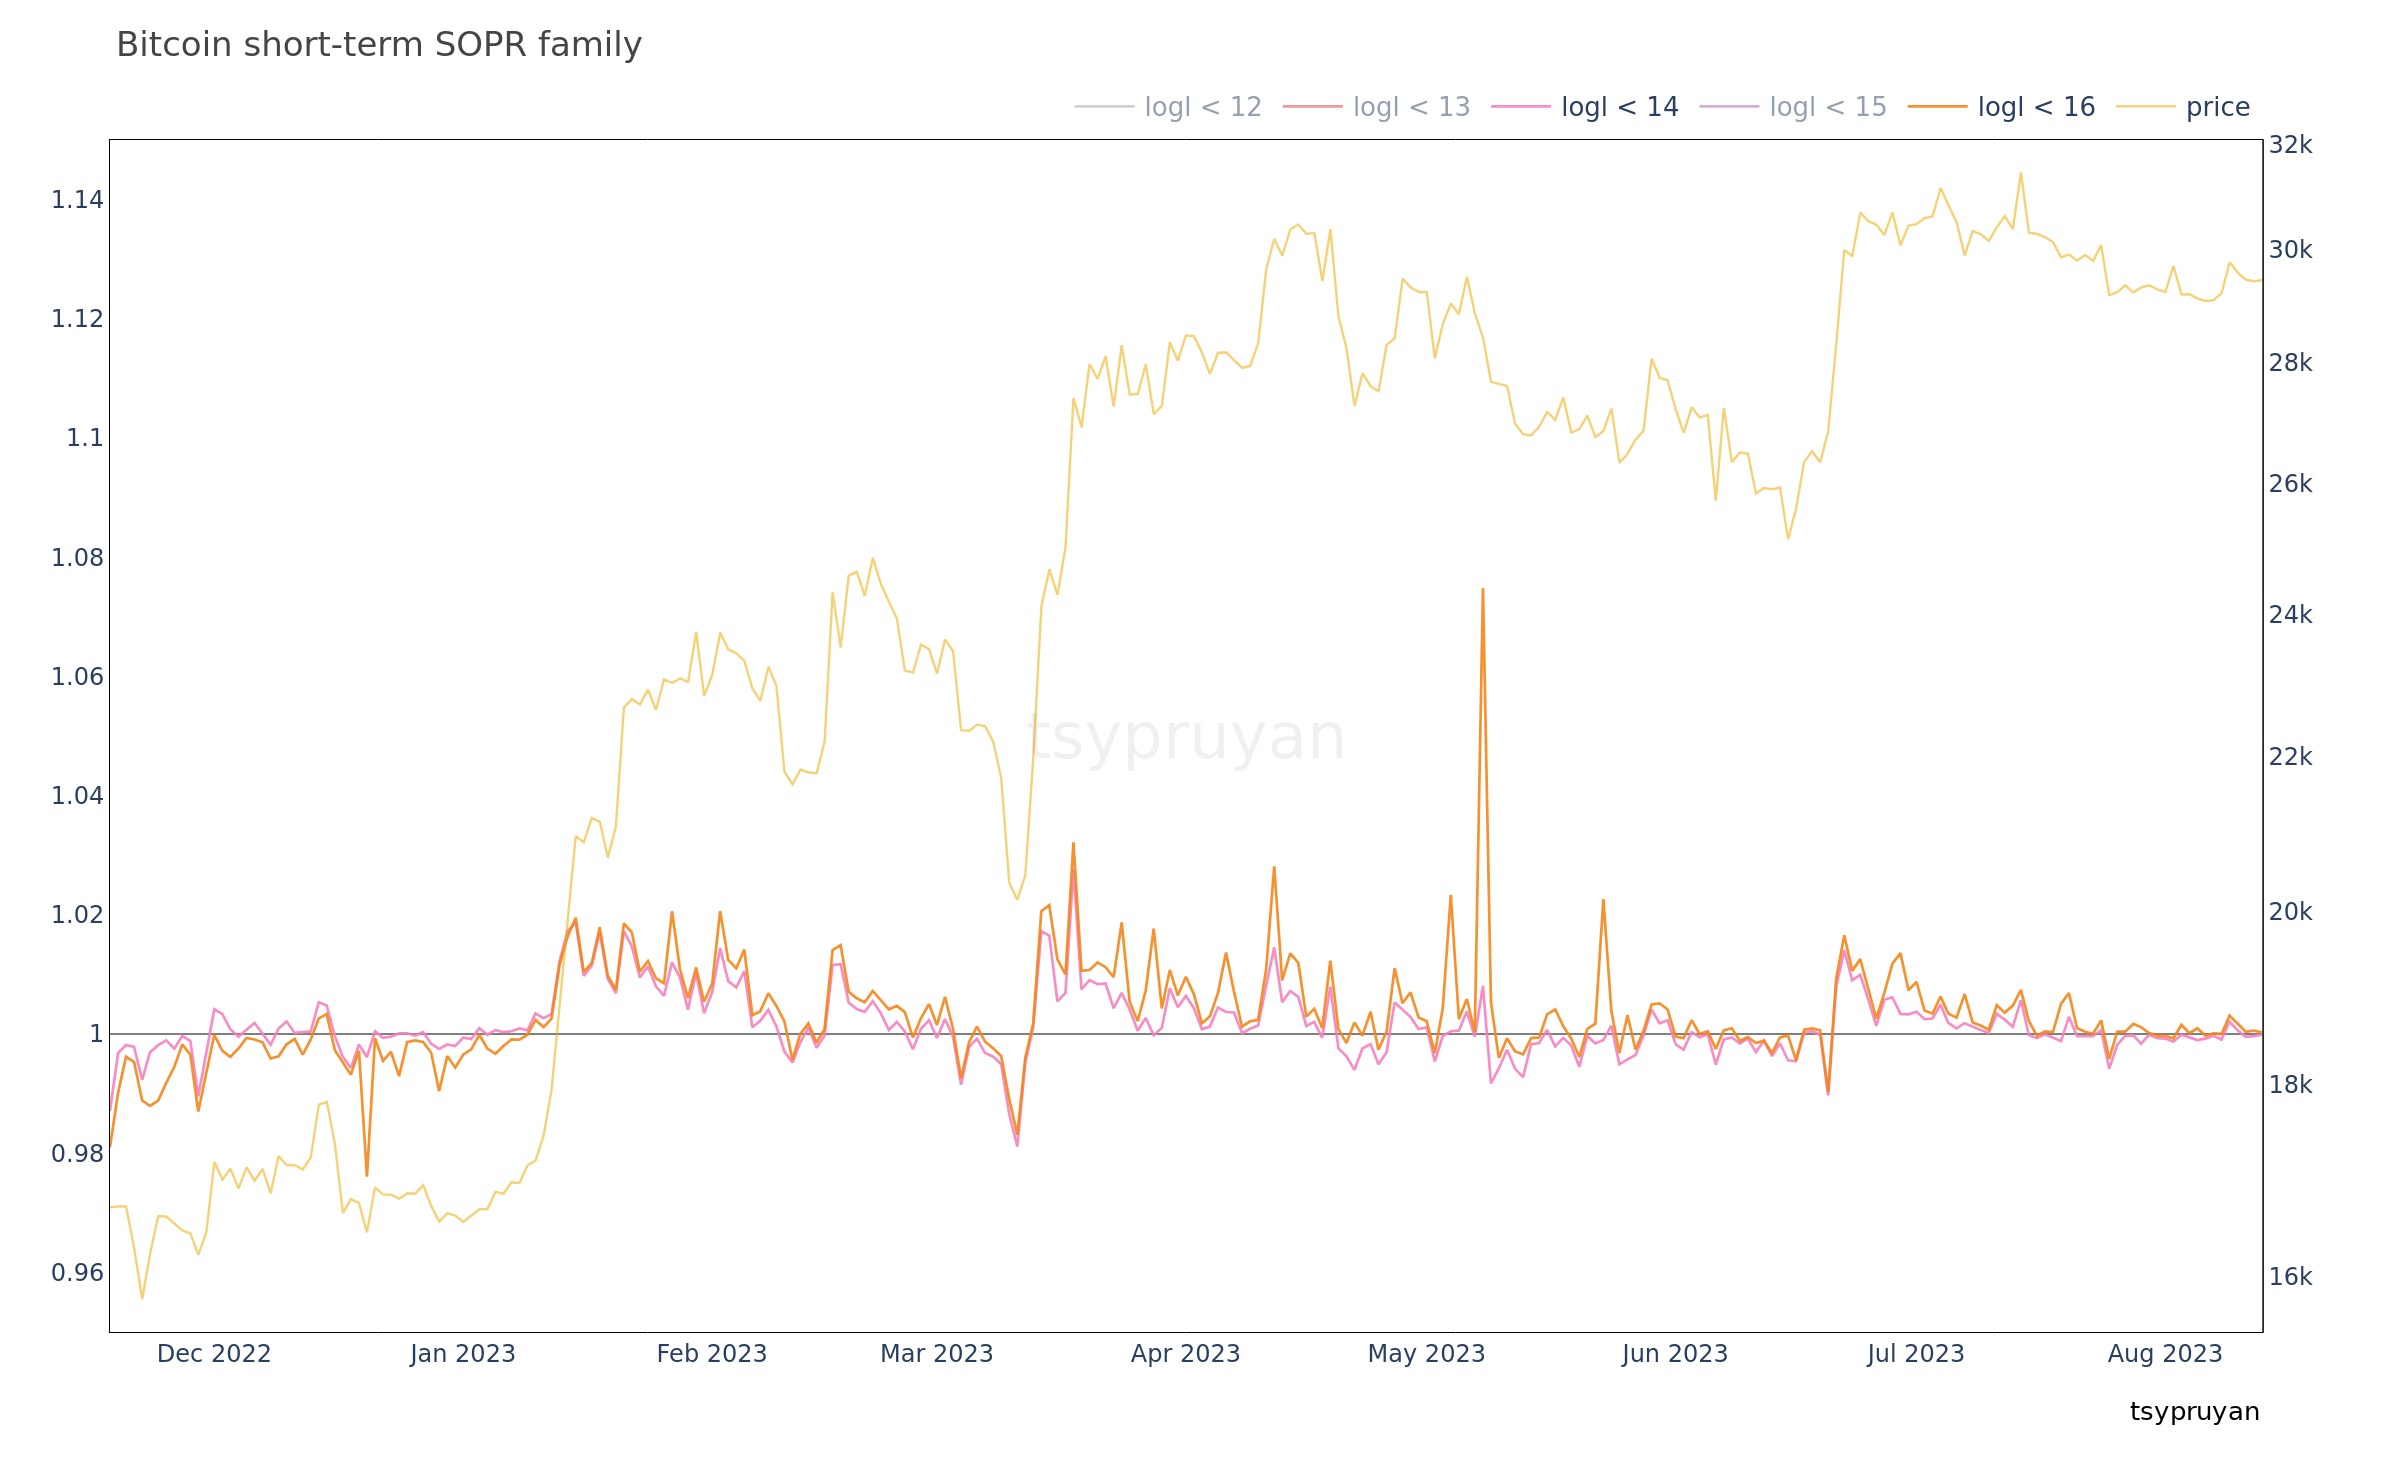 Bitcoin short-term SOPR family
logl < 12 logl < 13 logl < 14 logl < 15 logl < 16 price
32k
1.14
30k
1.12
28k
1.1
26k
1.08
24k
1.06
tsypruyan
22k
1.04
1.02
20k
1
18k
0.98
0.96
16k
Dec 2022 Jan 2023 Feb 2023 Mar 2023 Apr 2023 May 2023 Jun 2023 Jul 2023 Aug 2023
tsypruyan